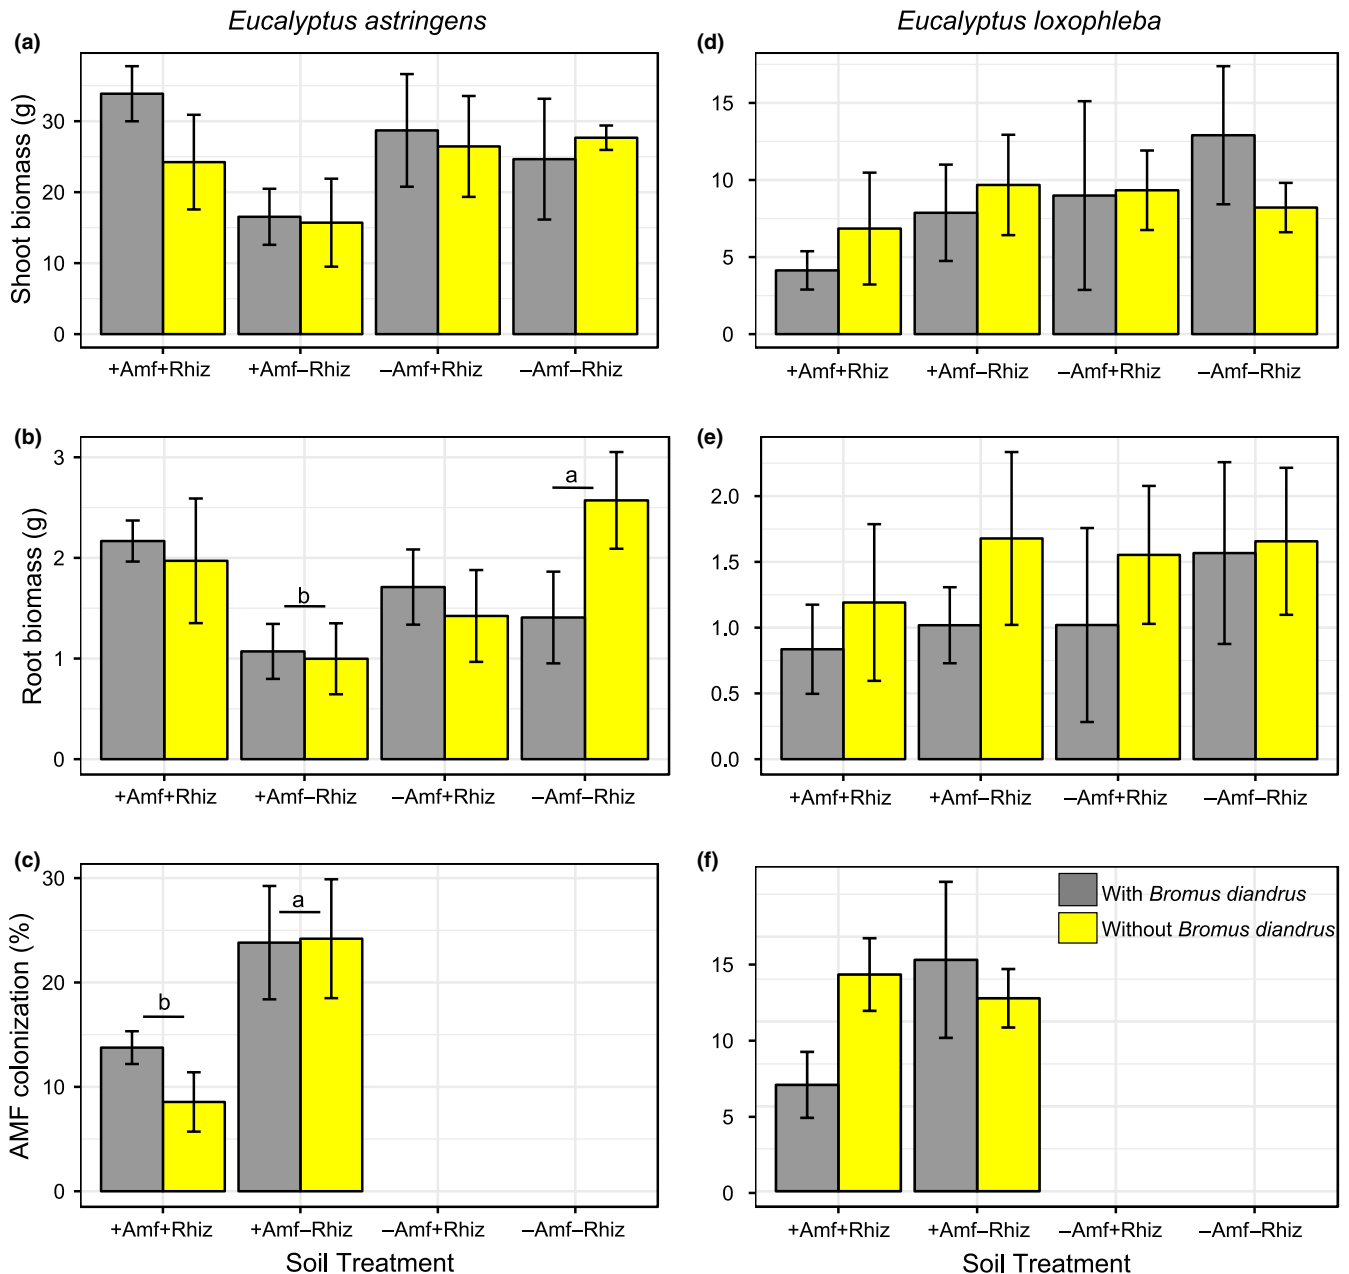 Eucalyptus astringens
Eucalyptus loxophleba
(a)
Shoot biomass (g)
30
20
10
0
+Amf+Rhiz +Amf–Rhiz –Amf+Rhiz –Amf–Rhiz
(d)
15
10
5
0
+Amf+Rhiz +Amf–Rhiz –Amf+Rhiz –Amf–Rhiz
(b)
Root biomass (g)
3
2
1
0
b
a
+Amf+Rhiz +Amf–Rhiz –Amf+Rhiz –Amf–Rhiz
(e)
2.0
1.5
1.0
0.5
0.0
+Amf+Rhiz +Amf–Rhiz –Amf+Rhiz –Amf–Rhiz
(c)
AMF colonization (%)
30
20
10
0
b
a
+Amf+Rhiz +Amf–Rhiz –Amf+Rhiz –Amf–Rhiz
Soil Treatment
(f)
With Bromus diandrus
Without Bromus diandrus
15
10
5
0
+Amf+Rhiz +Amf–Rhiz –Amf+Rhiz –Amf–Rhiz
Soil Treatment